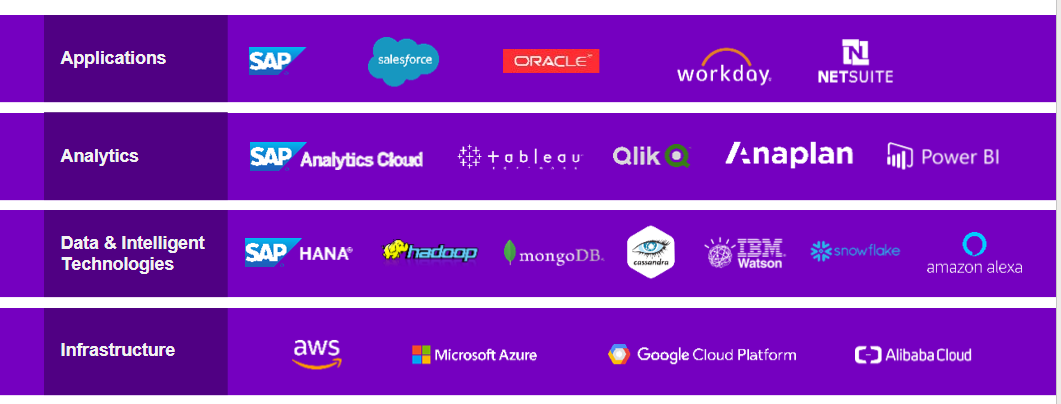 Applications
SAP
salesforce
ORACLE
workday.
NETSUITE
Analytics
SAP Analytics Cloud
tableau
Qlik Q
Anaplan
Power BI
Data & Intelligent
Technologies
SAP HANA®
hadoop
mongoDB.
cassandra
IBM
Watson
snowflake
amazon alexa
Infrastructure
aws
Microsoft Azure
Google Cloud Platform
Alibaba Cloud